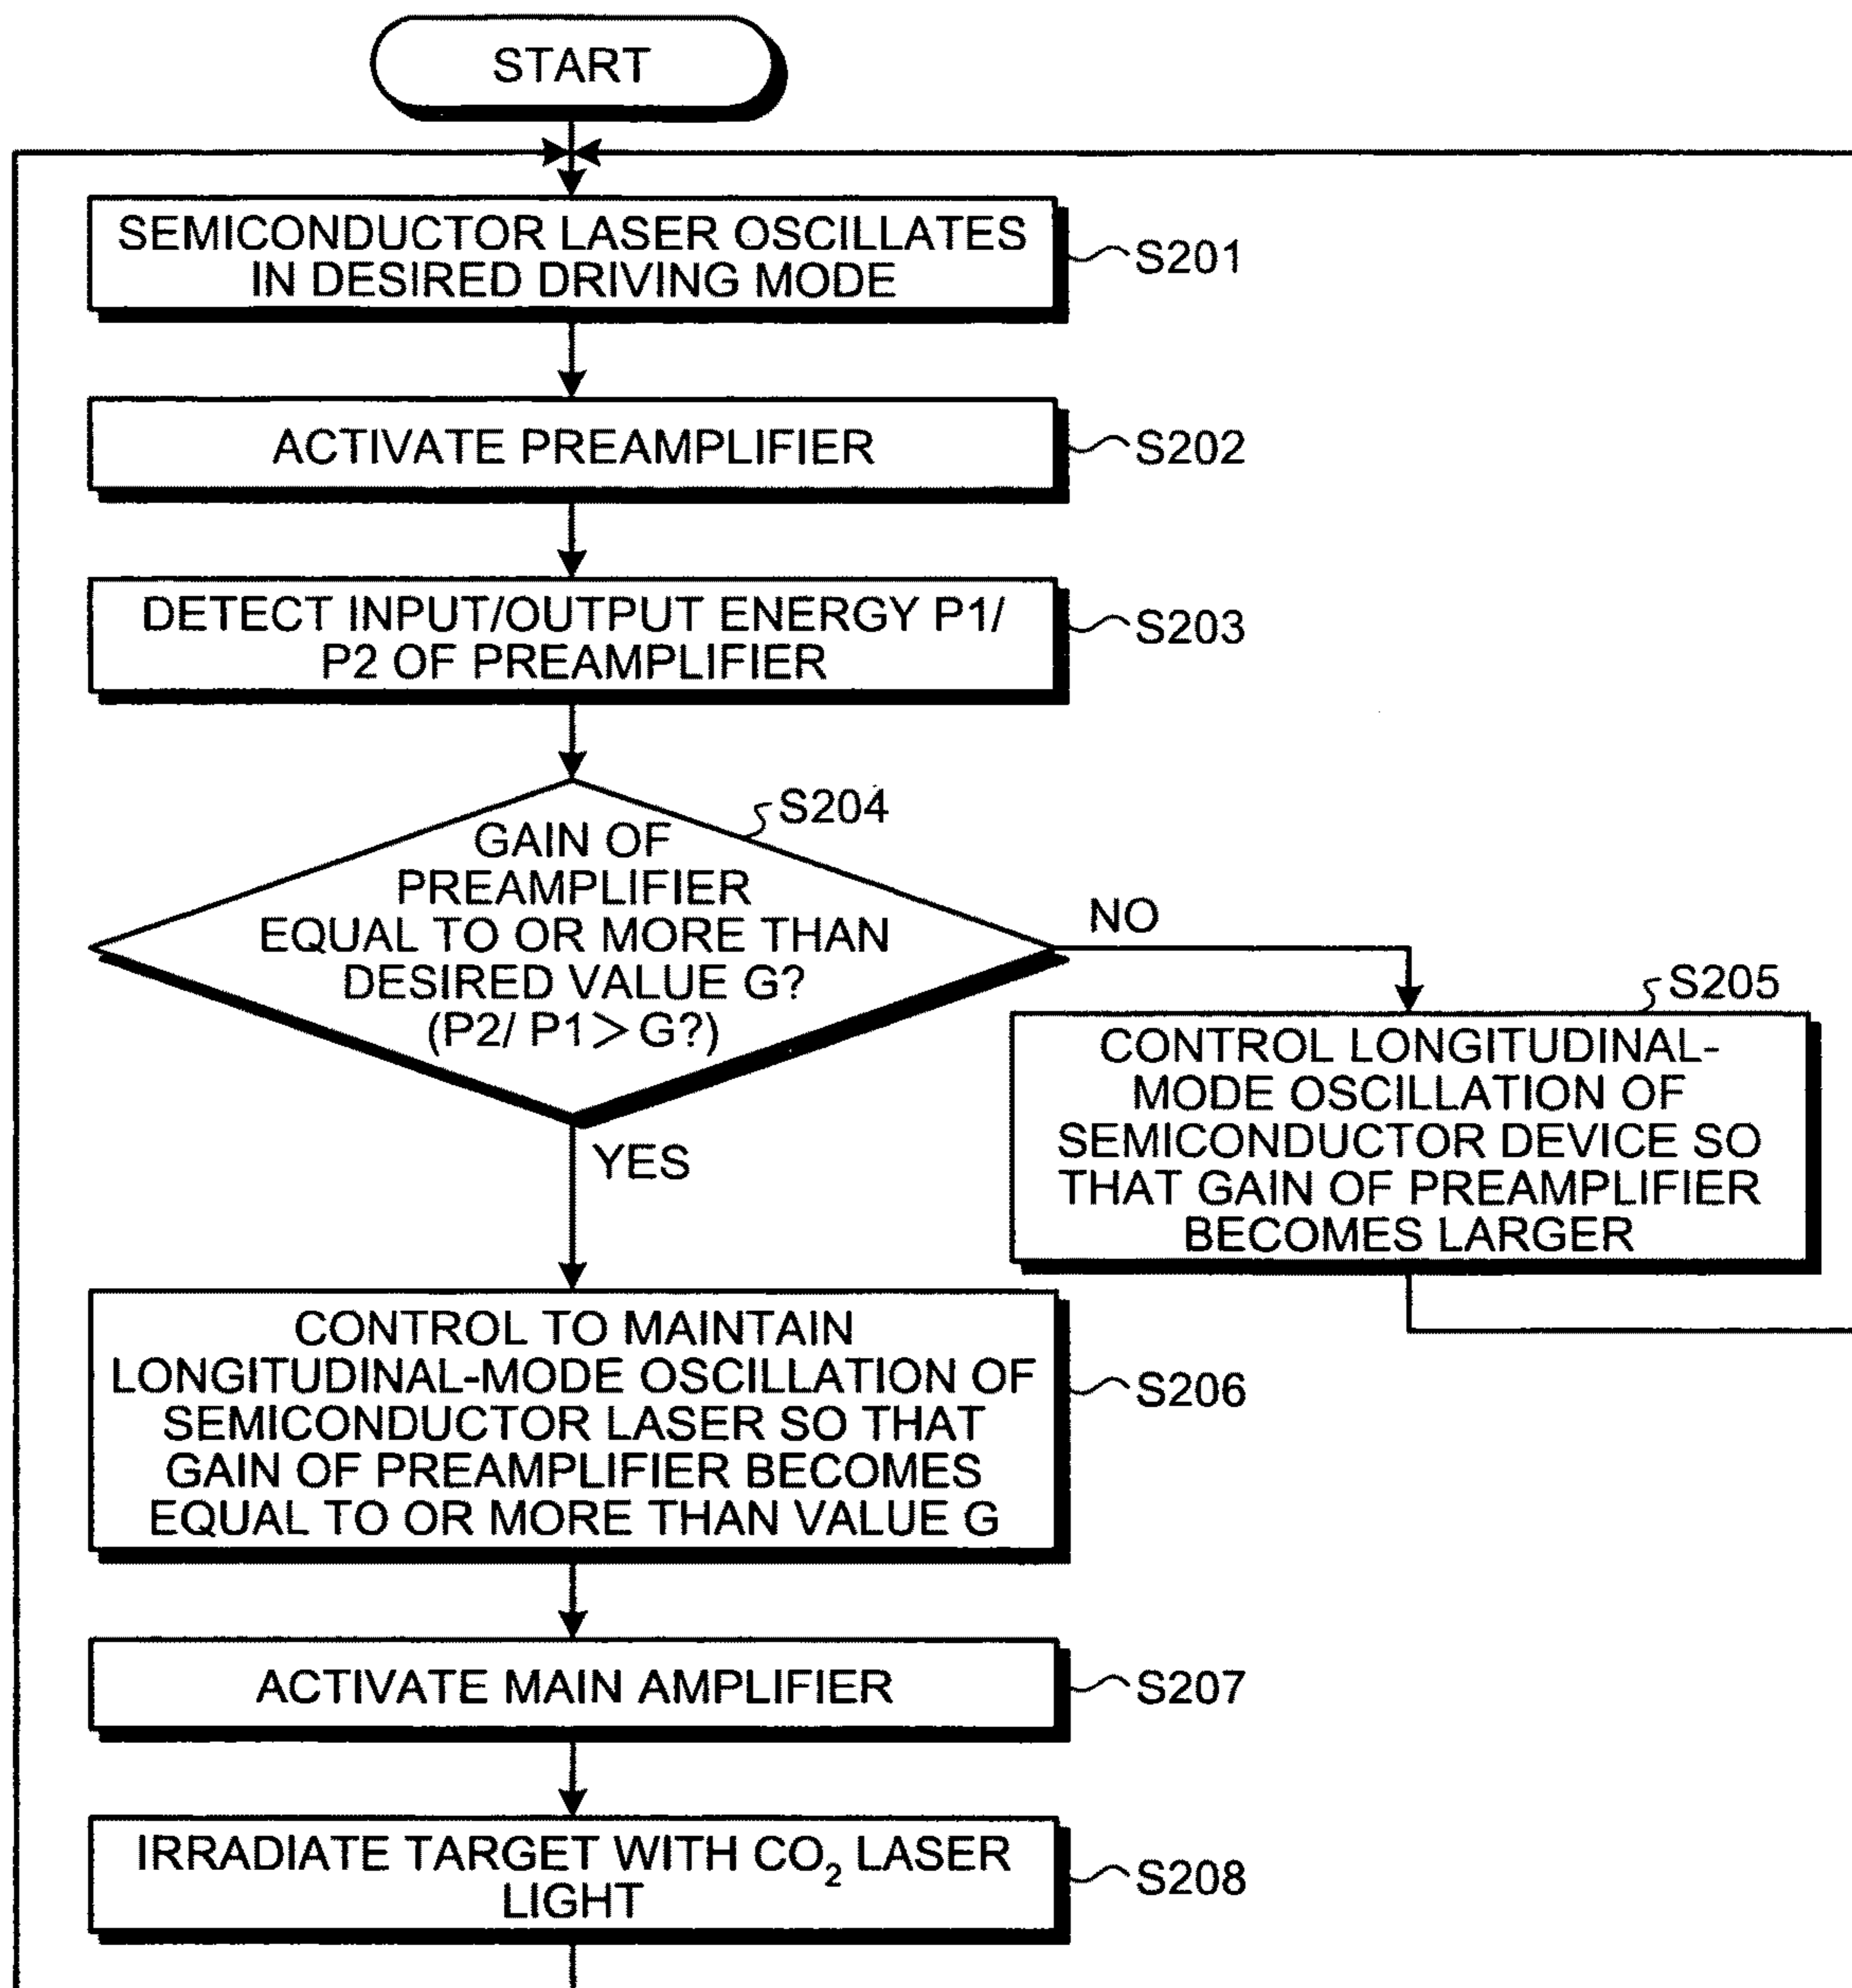 START
SEMICONDUCTOR LASER OSCILLATES
IN DESIRED DRIVING MODE
S201
ACTIVATE PREAMPLIFIER
S202
DETECT INPUT/OUTPUT ENERGY P1/
P2 OF PREAMPLIFIER
S203
S204
GAIN OF
PREAMPLIFIER
EQUAL TO OR MORE THAN
DESIRED VALUE G?
(P2/ P1＞G?)
NO
YES
S205
CONTROL LONGITUDINAL-
MODE OSCILLATION OF
SEMICONDUCTOR DEVICE SO
THAT GAIN OF PREAMPLIFIER
BECOMES LARGER
CONTROL TO MAINTAIN
LONGITUDINAL-MODE OSCILLATION OF
SEMICONDUCTOR LASER SO THAT
GAIN OF PREAMPLIFIER BECOMES
EQUAL TO OR MORE THAN VALUE G
S206
ACTIVATE MAIN AMPLIFIER
S207
IRRADIATE TARGET WITH CO₂ LASER
LIGHT
S208